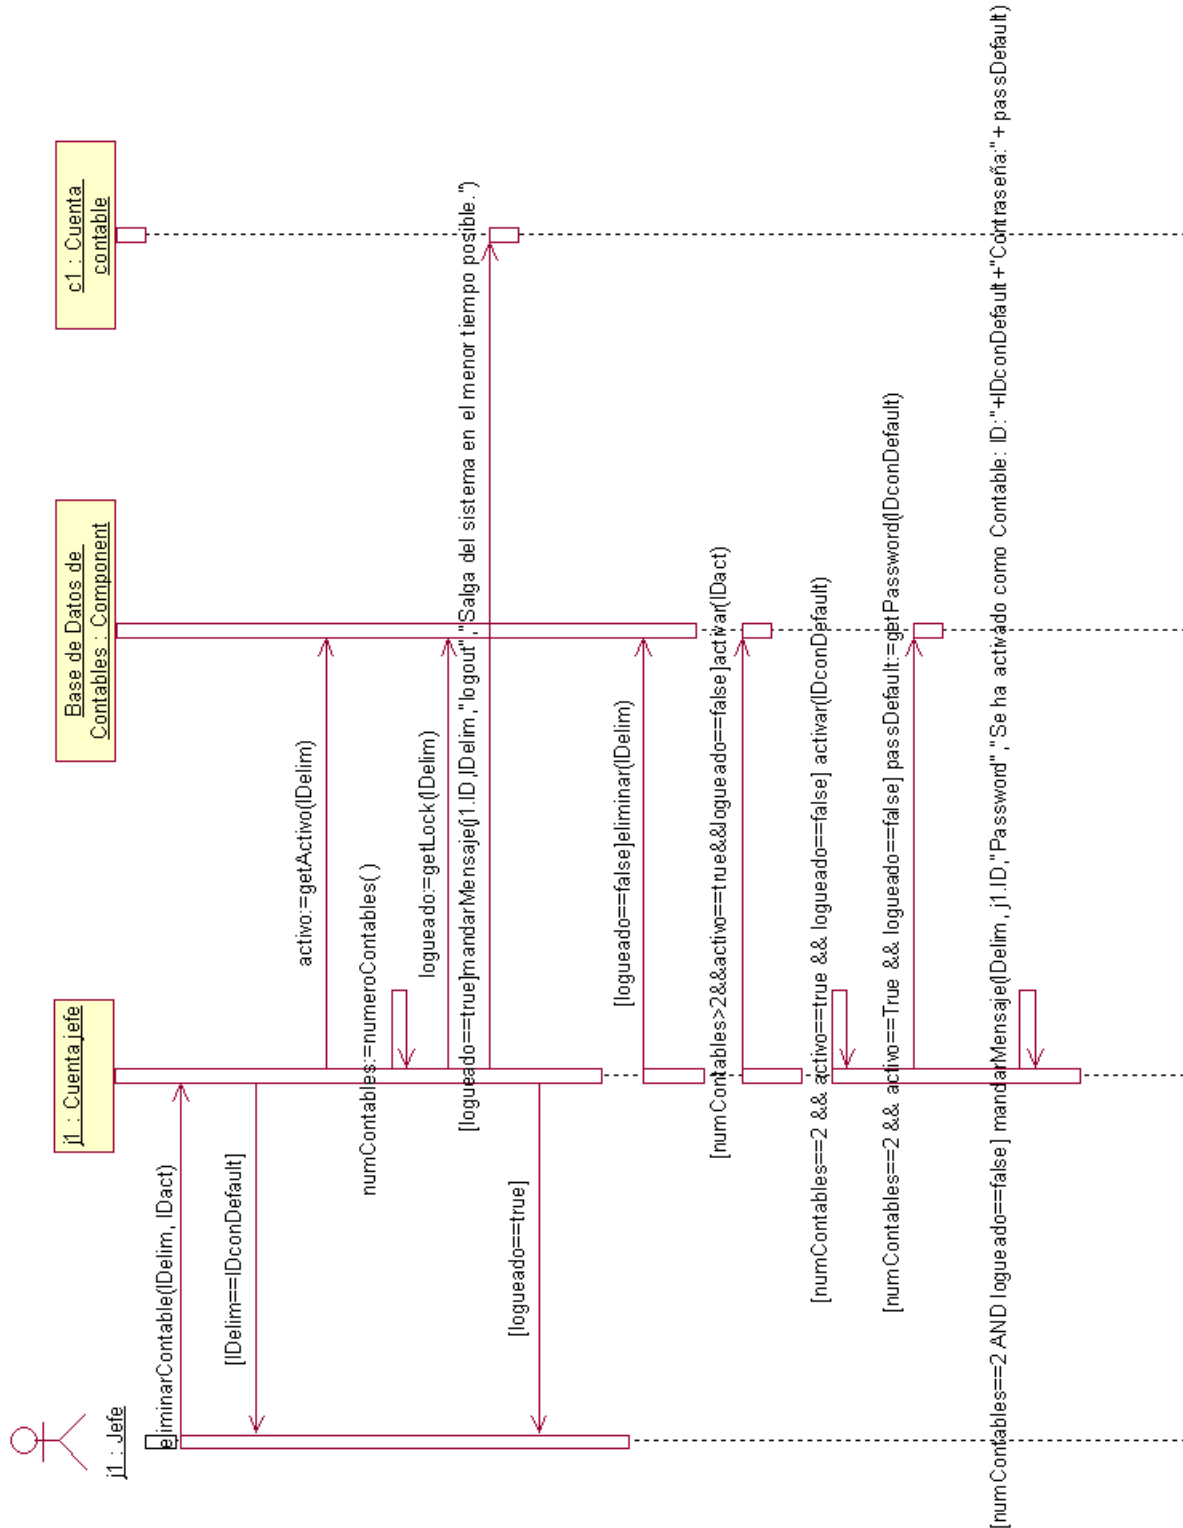 j1 : Jefe
j1 : Cuenta jefe
Base de Datos de
Contables : Component
c1 : Cuenta
contable
eliminarContable(IDelim, IDact)
[IDelim==IDconDefault]
activo:=getActivo(IDelim)
numContables:=numeroContables( )
logueado:=getLock(IDelim)
[logueado==true]mandarMensaje(j1.ID,IDelim,"logout","Salga del sistema en el menor tiempo posible.")
[logueado==true]
[logueado==false]eliminar(IDelim)
[numContables>2&&activo==true&&logueado==false]activar(IDact)
[numContables==2 && activo==true && logueado==false] activar(IDconDefault)
[numContables==2 && activo==True && logueado==false] passDefault:=getPassword(IDconDefault)
[numContables==2 AND logueado==false] mandarMensaje(IDelim, j1.ID,"Password","Se ha activado como Contable: ID:"+IDconDefault+"Contraseña:"+ passDefault)